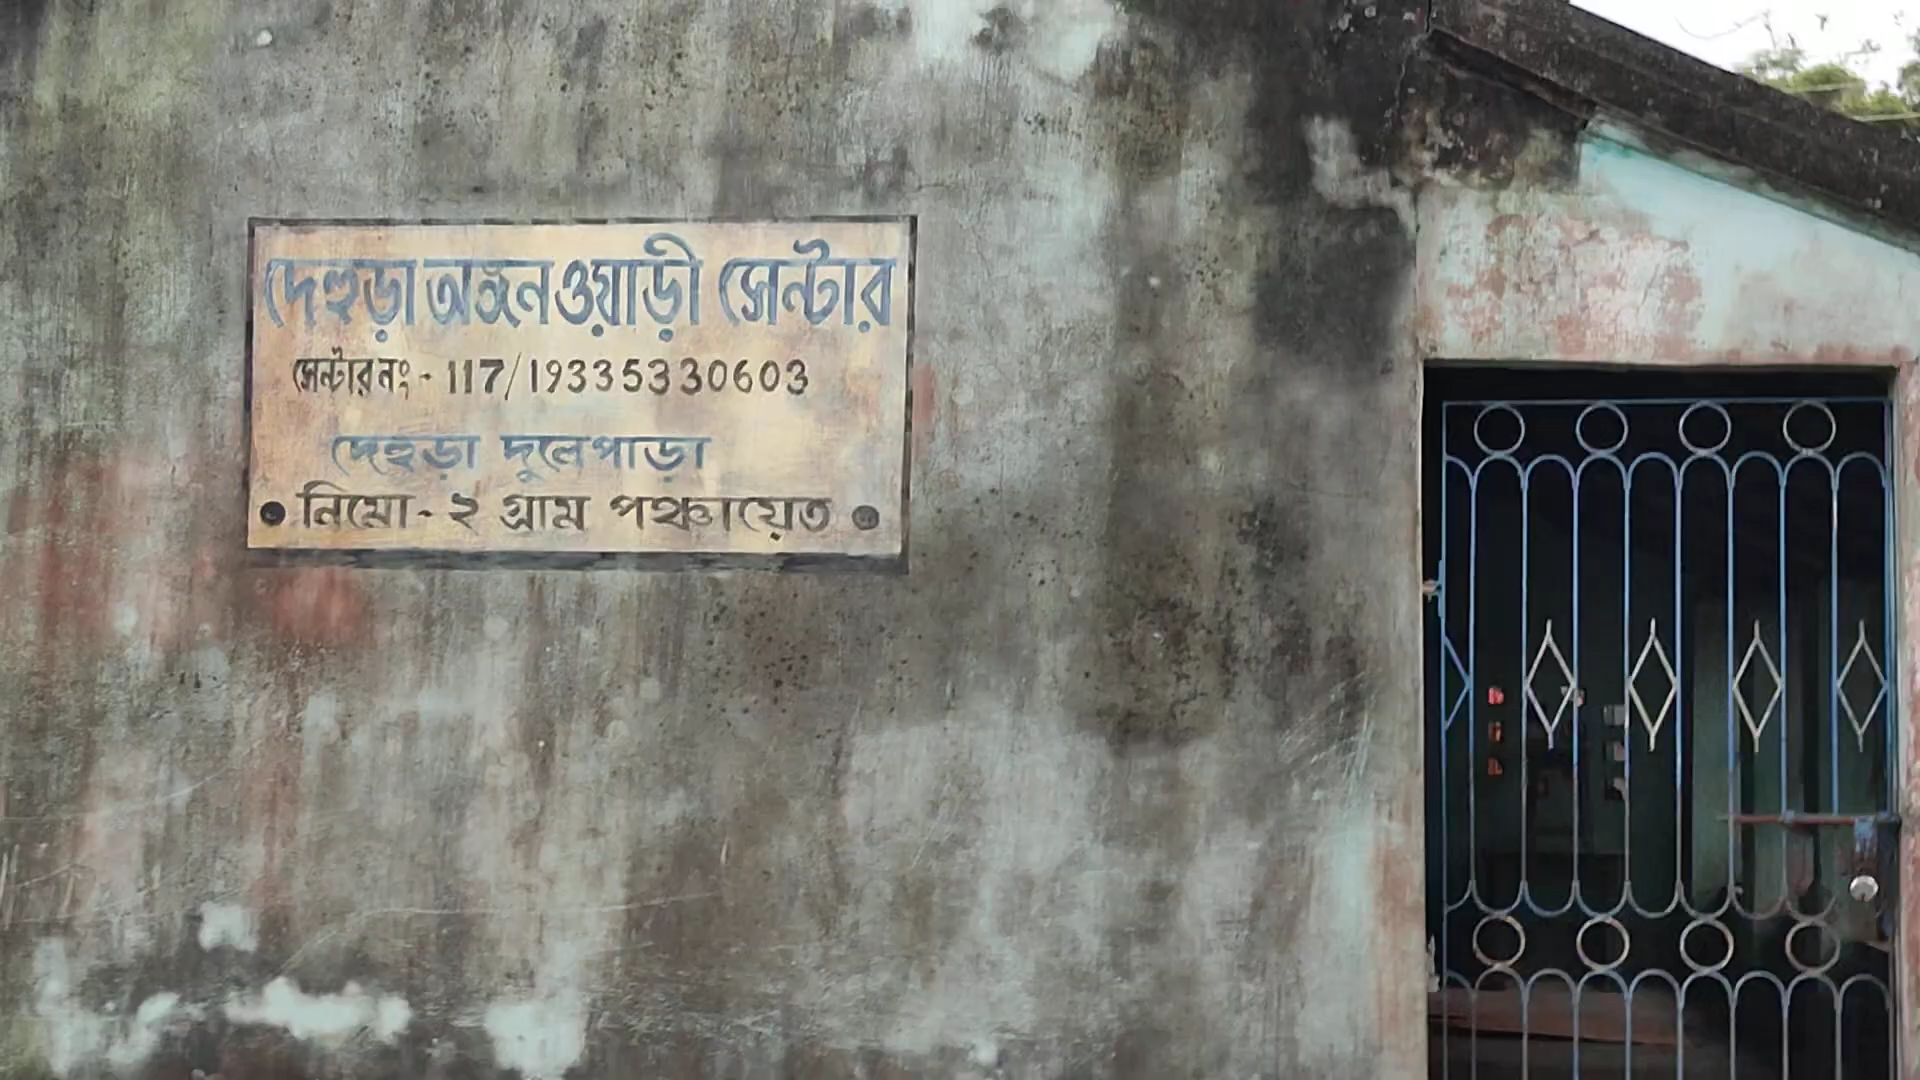 দেহুড়া অঙ্গনওয়াড়ী সেন্টার
সেন্টার নং - 117/19335330603
দেহুড়া দুলেপাড়া
• নিমো - ২ গ্রাম পঞ্চায়েত •